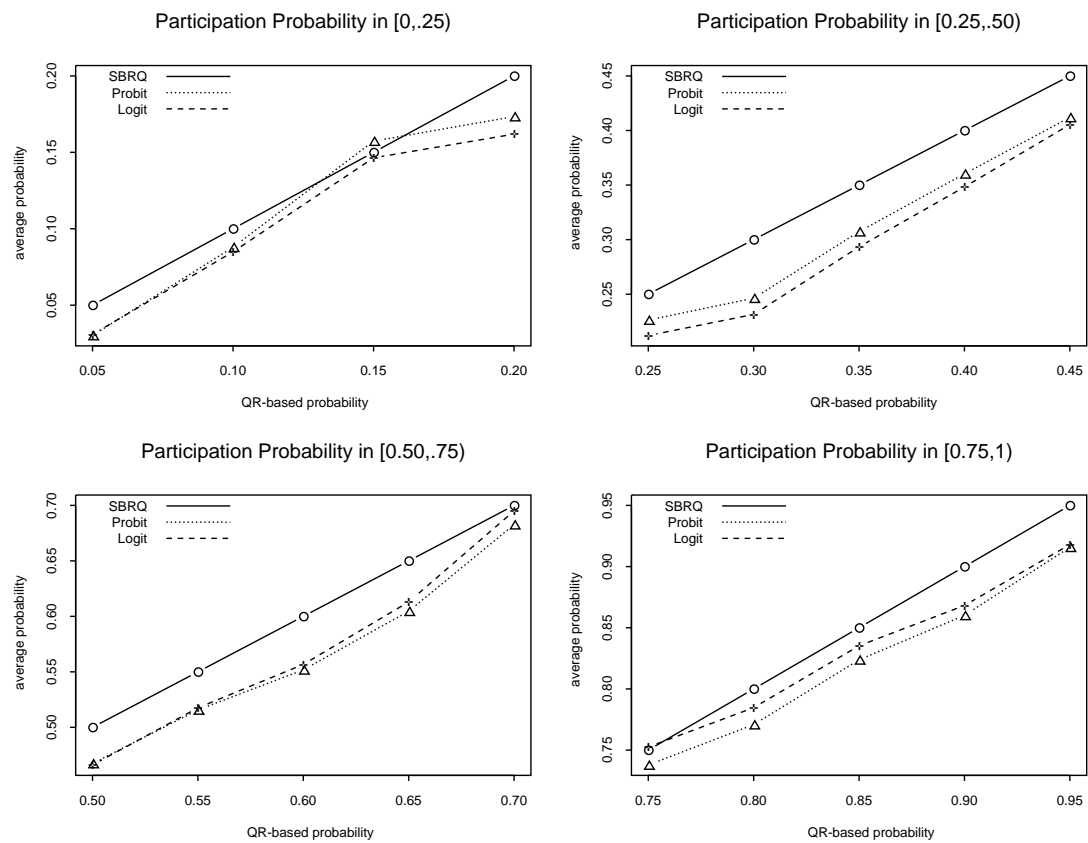 Participation Probability in [0,.25)
SBRQ
Probit
Logit
0.20
0.15
0.10
0.05
average probability
0.05 0.10 0.15 0.20
QR-based probability
Participation Probability in [0.25,.50)
SBRQ
Probit
Logit
0.45
0.40
0.35
0.30
0.25
average probability
0.25 0.30 0.35 0.40 0.45
QR-based probability
Participation Probability in [0.50,.75)
SBRQ
Probit
Logit
0.70
0.65
0.60
0.55
0.50
average probability
0.50 0.55 0.60 0.65 0.70
QR-based probability
Participation Probability in [0.75,1)
SBRQ
Probit
Logit
0.95
0.90
0.85
0.80
0.75
average probability
0.75 0.80 0.85 0.90 0.95
QR-based probability